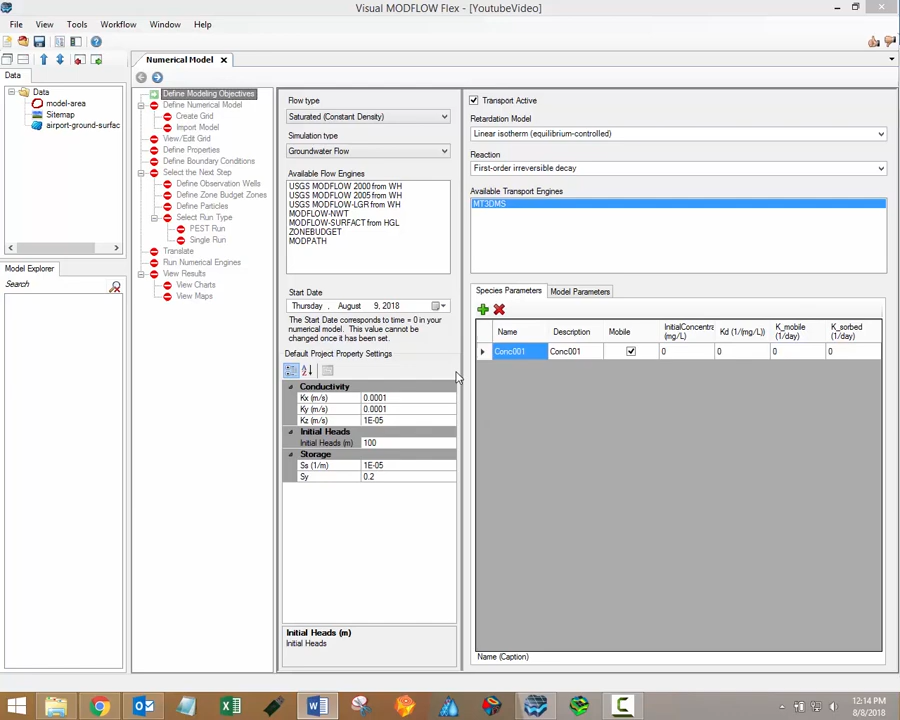 Visual MODFLOW Flex - [YoutubeVideo]
File View Tools Workflow Window Help
Data
Data
model-area
Sitemap
airport-ground-surfac
Model Explorer
Search
Numerical Model
Define Modeling Objectives
Define Numerical Model
Create Grid
Import Model
View/Edit Grid
Define Properties
Define Boundary Conditions
Select the Next Step
Define Observation Wells
Define Zone Budget Zones
Define Particles
Select Run Type
PEST Run
Single Run
Translate
Run Numerical Engines
View Results
View Charts
View Maps
Flow type
Saturated (Constant Density)
Simulation type
Groundwater Flow
Available Flow Engines
USGS MODFLOW 2000 from WH
USGS MODFLOW 2005 from WH
USGS MODFLOW-LGR from WH
MODFLOW-NWT
MODFLOW-SURFACT from HGL
ZONEBUDGET
MODPATH
Start Date
Thursday , August 9, 2018
The Start Date corresponds to time = 0 in your
numerical model. This value cannot be
changed once it has been set.
Default Project Property Settings
Conductivity
Kx (m/s) 0.0001
Ky (m/s) 0.0001
Kz (m/s) 1E-05
Initial Heads
Initial Heads (m) 100
Storage
Ss (1/m) 1E-05
Sy 0.2
Initial Heads (m)
Initial Heads
Transport Active
Retardation Model
Linear isotherm (equilibrium-controlled)
Reaction
First-order irreversible decay
Available Transport Engines
MT3DMS
Species Parameters Model Parameters
Name Description Mobile InitialConcentra (mg/L) Kd (1/(mg/L)) K_mobile (1/day) K_sorbed (1/day)
Conc001 Conc001 0 0 0 0
Name (Caption)
12:14 PM
8/8/2018